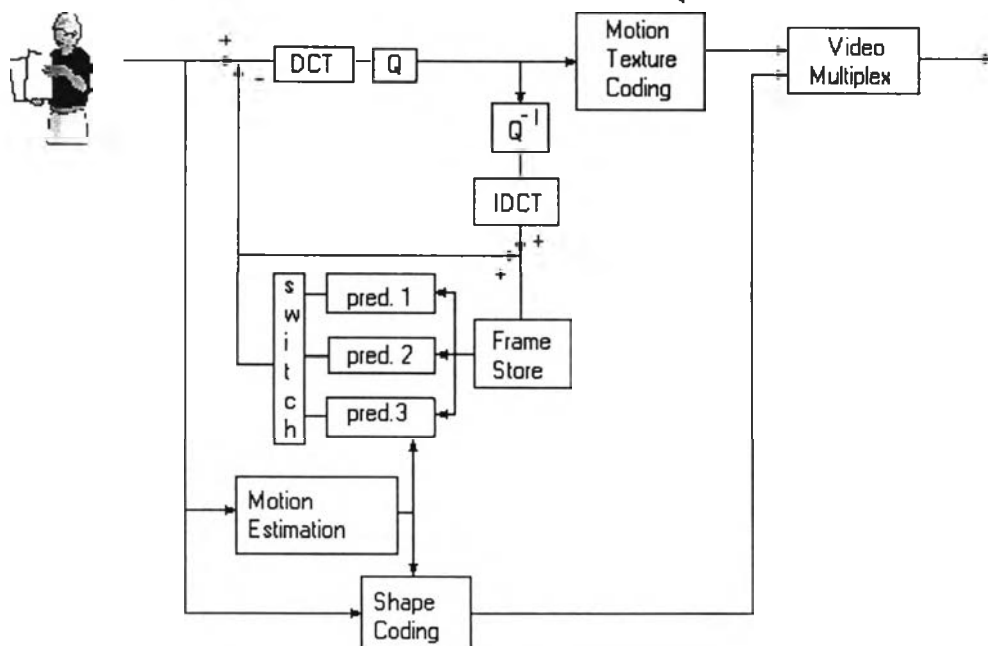 +
+
-
DCT
Q
Motion
Texture
Coding
Video
Multiplex
Q⁻¹
IDCT
+
+
+
s
w
i
t
c
h
pred. 1
pred. 2
pred.3
Frame
Store
Motion
Estimation
Shape
Coding